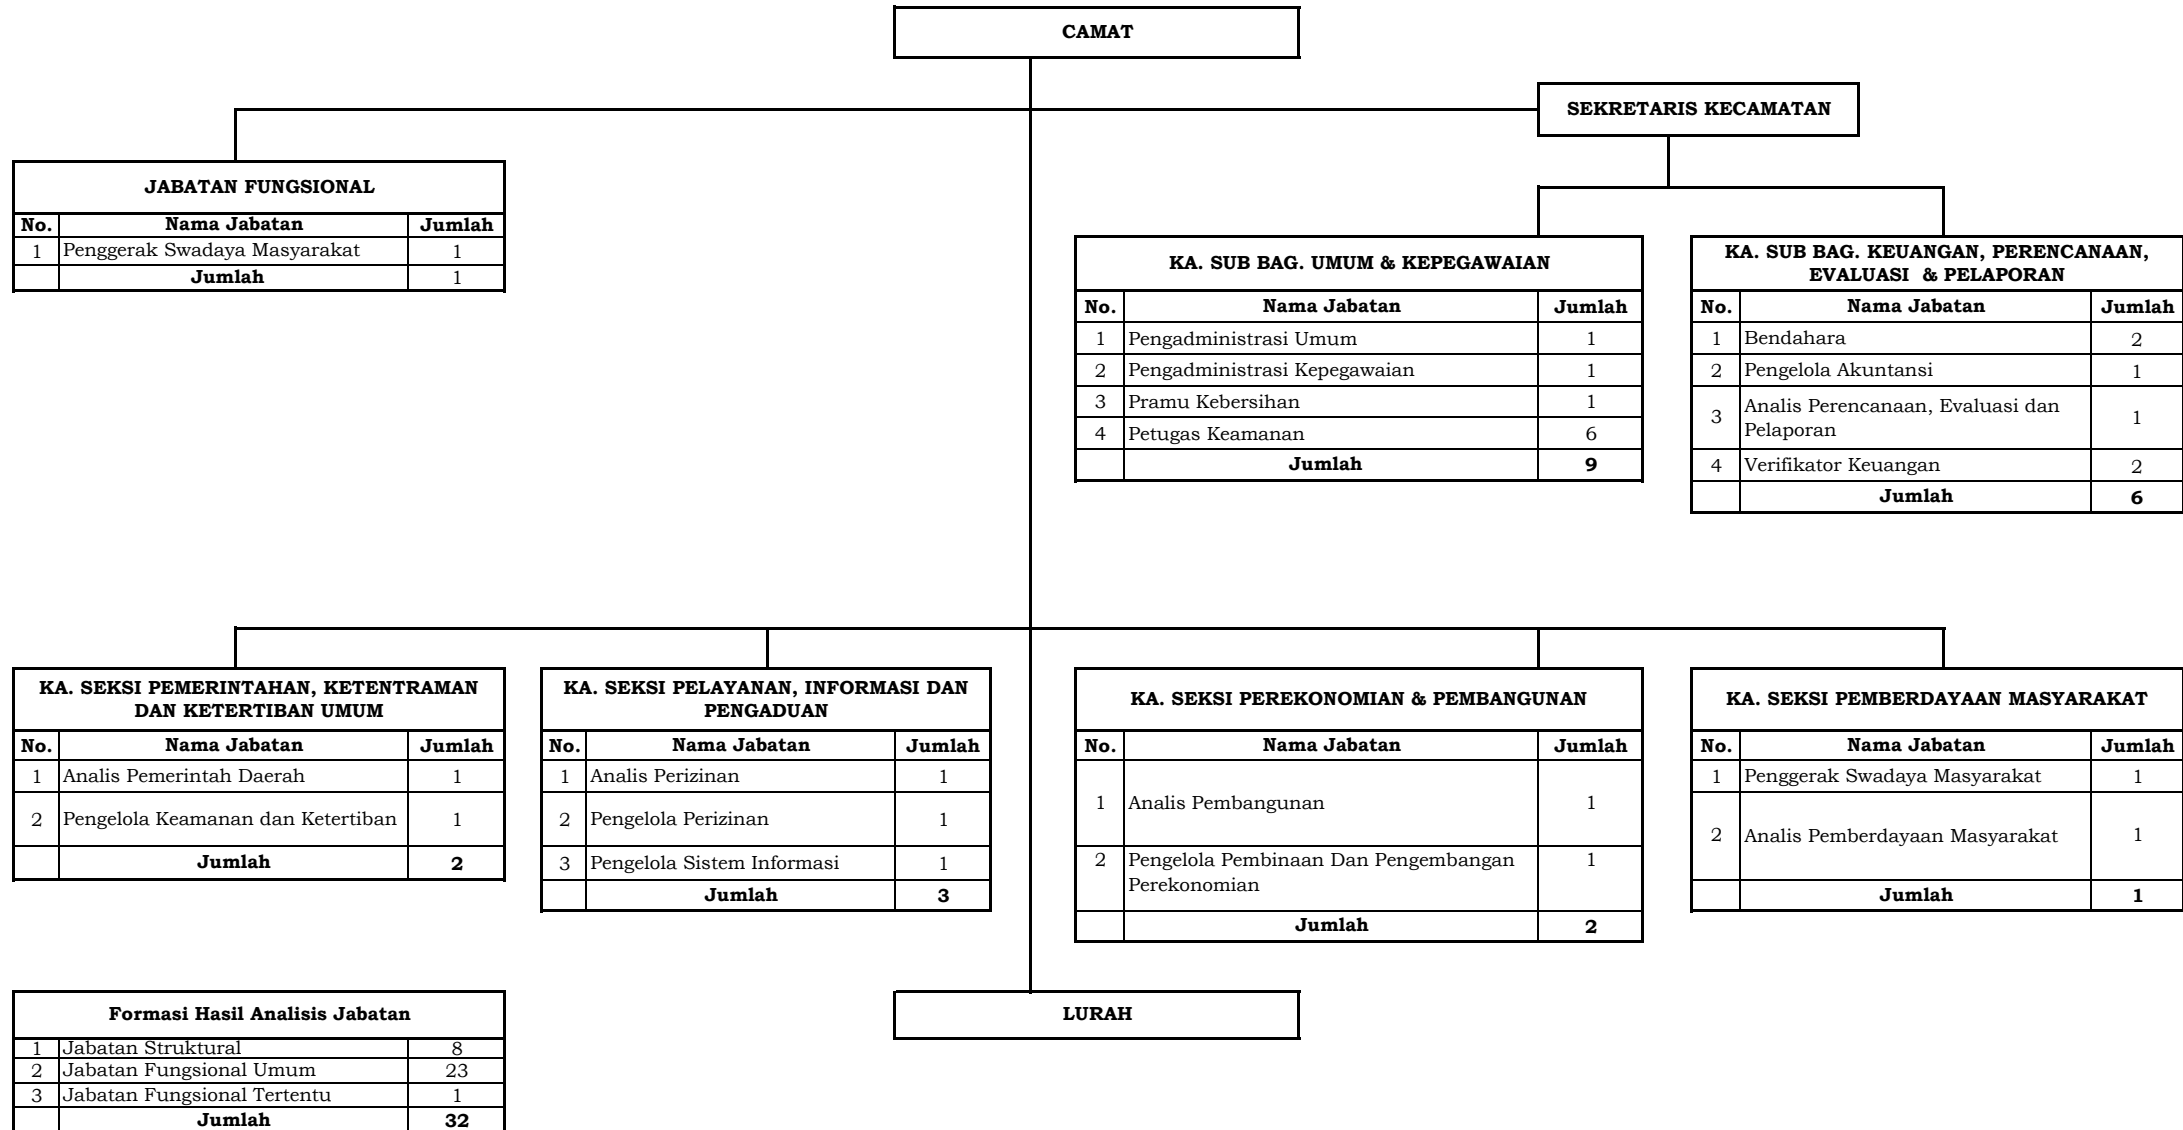 CAMAT
SEKRETARIS KECAMATAN
JABATAN FUNGSIONAL
No. Nama Jabatan Jumlah
1 Penggerak Swadaya Masyarakat 1
Jumlah 1
KA. SUB BAG. UMUM & KEPEGAWAIAN
No. Nama Jabatan Jumlah
1 Pengadministrasi Umum 1
2 Pengadministrasi Kepegawaian 1
3 Pramu Kebersihan 1
4 Petugas Keamanan 6
Jumlah 9
KA. SUB BAG. KEUANGAN, PERENCANAAN,
EVALUASI & PELAPORAN
No. Nama Jabatan Jumlah
1 Bendahara 2
2 Pengelola Akuntansi 1
3 Analis Perencanaan, Evaluasi dan
Pelaporan 1
4 Verifikator Keuangan 2
Jumlah 6
KA. SEKSI PEMERINTAHAN, KETENTRAMAN
DAN KETERTIBAN UMUM
No. Nama Jabatan Jumlah
1 Analis Pemerintah Daerah 1
2 Pengelola Keamanan dan Ketertiban 1
Jumlah 2
KA. SEKSI PELAYANAN, INFORMASI DAN
PENGADUAN
No. Nama Jabatan Jumlah
1 Analis Perizinan 1
2 Pengelola Perizinan 1
3 Pengelola Sistem Informasi 1
Jumlah 3
KA. SEKSI PEREKONOMIAN & PEMBANGUNAN
No. Nama Jabatan Jumlah
1 Analis Pembangunan 1
2 Pengelola Pembinaan Dan Pengembangan 1
Perekonomian
Jumlah 2
KA. SEKSI PEMBERDAYAAN MASYARAKAT
No. Nama Jabatan Jumlah
1 Penggerak Swadaya Masyarakat 1
2 Analis Pemberdayaan Masyarakat 1
Jumlah 1
Formasi Hasil Analisis Jabatan
1 Jabatan Struktural 8
2 Jabatan Fungsional Umum 23
3 Jabatan Fungsional Tertentu 1
Jumlah 32
LURAH